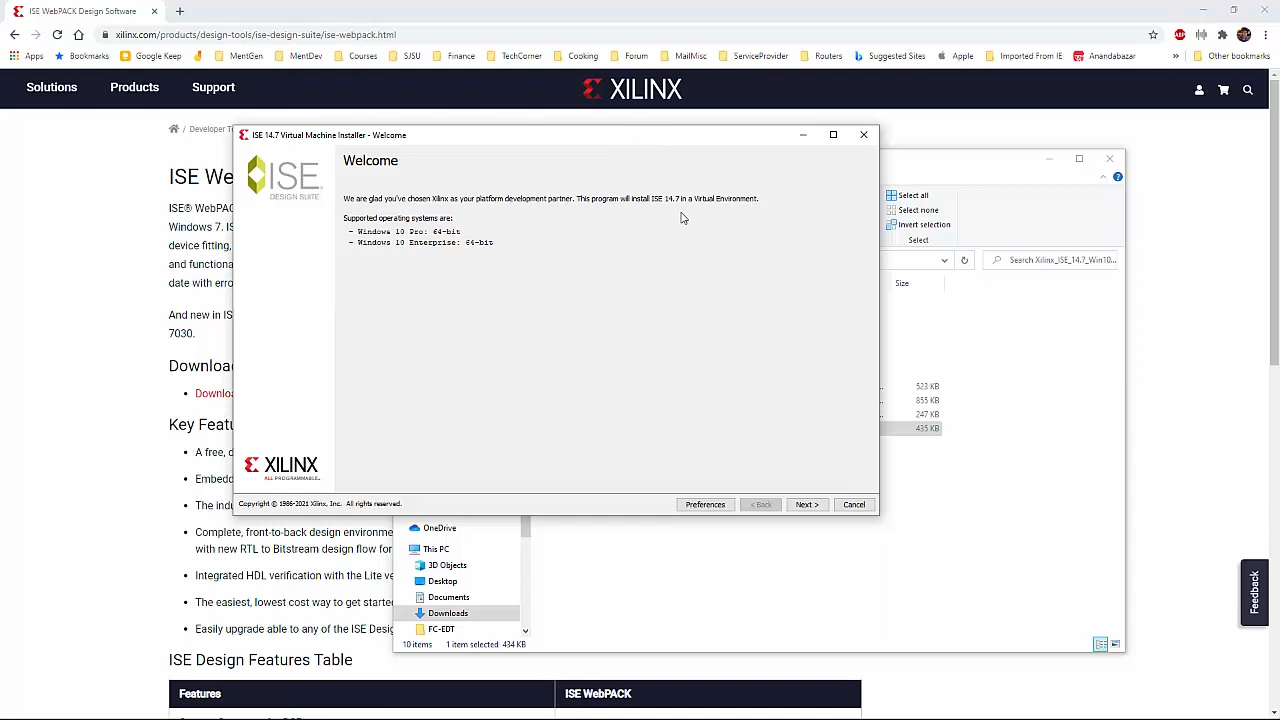 ISE WebPACK Design Software
xilinx.com/products/design-tools/ise-design-suite/ise-webpack.html
ABP
Apps Bookmarks Google Keep MentGen MentDev Courses SJSU Finance TechCorner Cooking Forum MailMisc ServiceProvider Routers Suggested Sites Apple Imported From IE Anandabazar » Other bookmarks
Solutions Products Support XILINX
/ Developer
ISE 14.7 Virtual Machine Installer - Welcome
ISE
DESIGN SUITE
Welcome
We are glad you've chosen Xilinx as your platform development partner. This program will install ISE 14.7 in a Virtual Environment.
Supported operating systems are:
- Windows 10 Pro: 64-bit
- Windows 10 Enterprise: 64-bit
XILINX
ALL PROGRAMMABLE.
Copyright © 1986-2021 Xilinx, Inc. All rights reserved.
Preferences < Back Next > Cancel
ISE We
ISE® WebPAC
Windows 7. IS
device fitting,
and functiona
date with erro
And new in IS
7030.
Downloa
• Downlo
Key Featu
• A free, d
• Embedd
• The indu
• Complete, front-to-back design environme
with new RTL to Bitstream design flow for
• Integrated HDL verification with the Lite ve
• The easiest, lowest cost way to get starte
• Easily upgrade able to any of the ISE Desig
ISE Design Features Table
Features ISE WebPACK
Select all
Select none
Invert selection
Select
Search Xilinx_ISE_14.7_Win10...
Size
523 KB
855 KB
247 KB
435 KB
OneDrive
This PC
3D Objects
Desktop
Documents
Downloads
FC-EDT
10 items 1 item selected 434 KB
Feedback